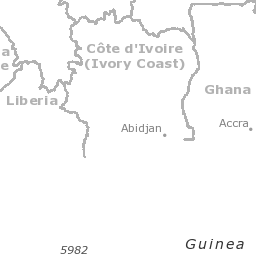 Côte d'Ivoire
(Ivory Coast)
a
e
Liberia
Ghana
Abidjan
Accra
Guinea
5982